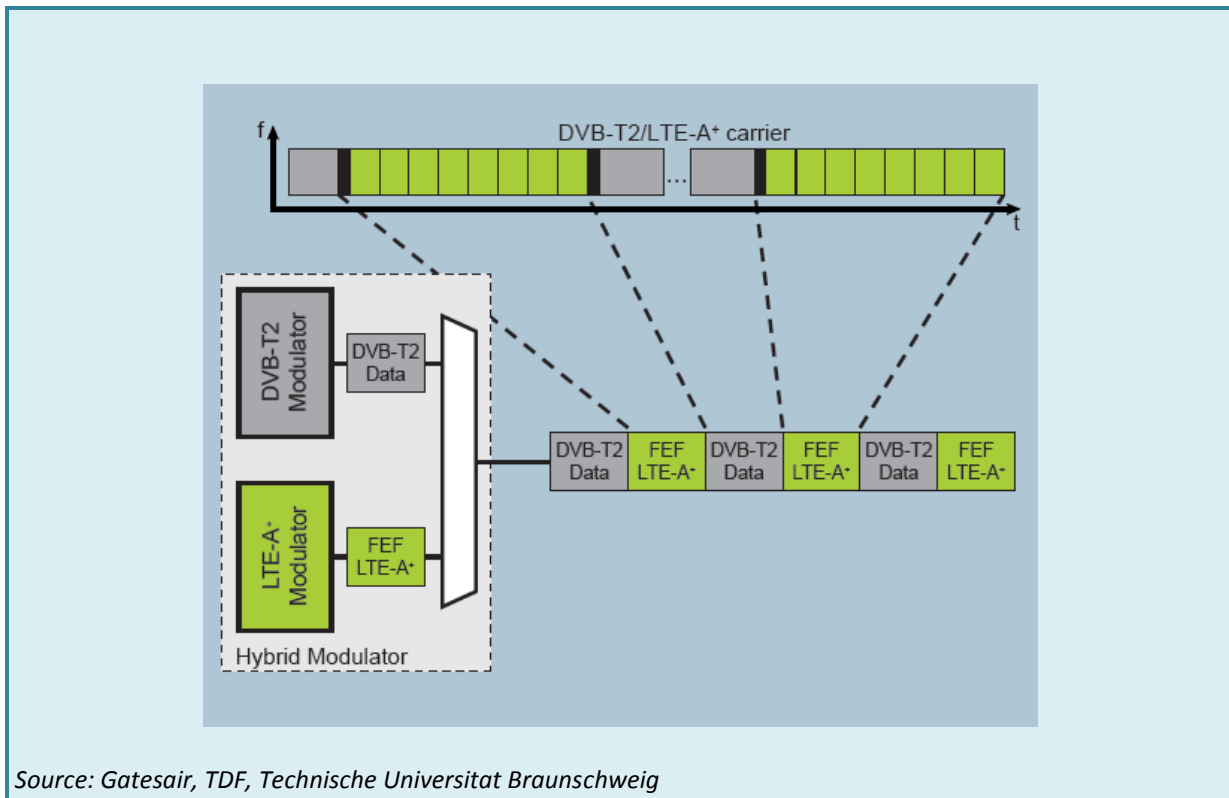 f
DVB-T2/LTE-A⁺ carrier
...
t
DVB-T2
Modulator
DVB-T2
Data
LTE-A⁺
Modulator
FEF
LTE-A⁺
Hybrid Modulator
DVB-T2
Data
FEF
LTE-A⁺
DVB-T2
Data
FEF
LTE-A⁺
DVB-T2
Data
FEF
LTE-A⁺
Source: Gatesair, TDF, Technische Universitat Braunschweig